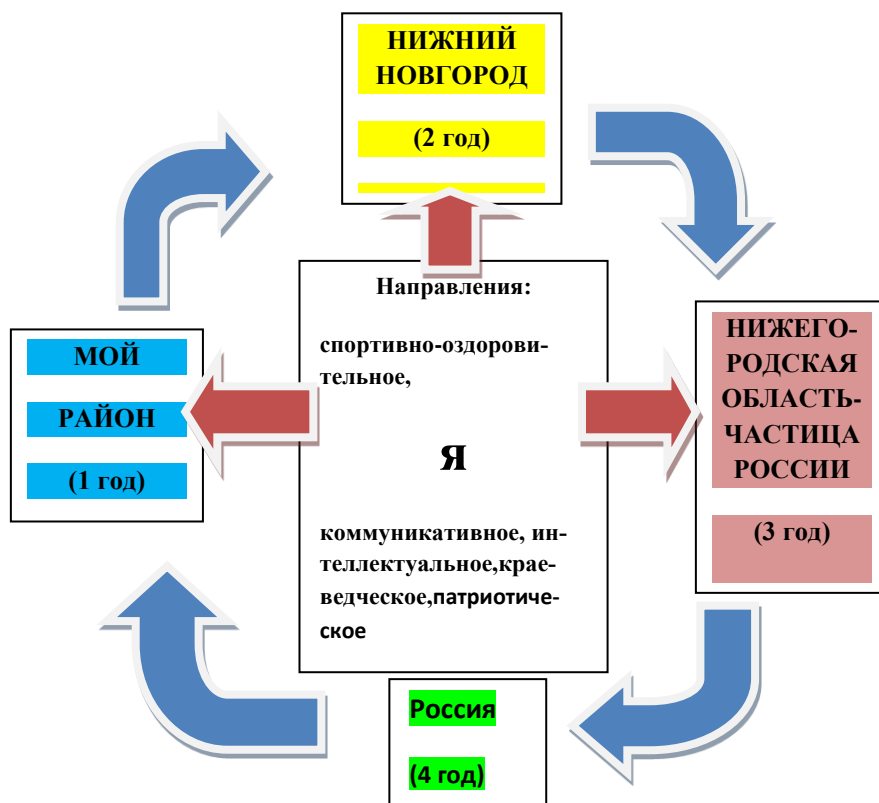 НИЖНИЙ
НОВГОРОД
(2 год)
Направления:
спортивно-оздорови-
тельное,
Я
коммуникативное, ин-
теллектуальное,крае-
ведческое,патриотиче-
ское
МОЙ
РАЙОН
(1 год)
НИЖЕГО-
РОДСКАЯ
ОБЛАСТЬ-
ЧАСТИЦА
РОССИИ
(3 год)
Россия
(4 год)